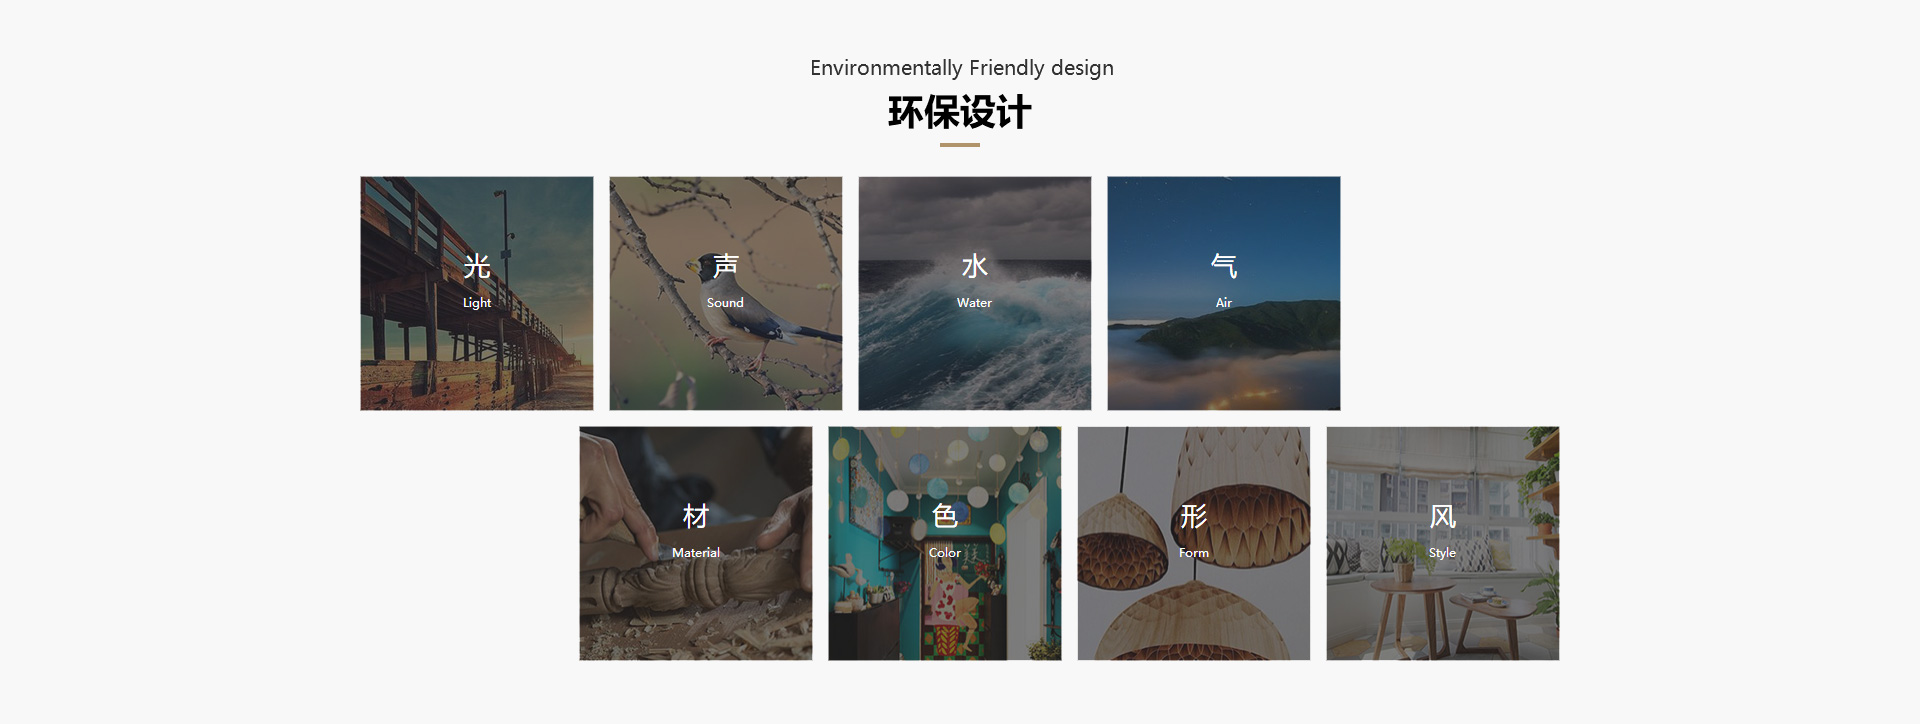 Environmentally Friendly design
环保设计
光
Light
声
Sound
水
Water
气
Air
材
Material
色
Color
形
Form
风
Style